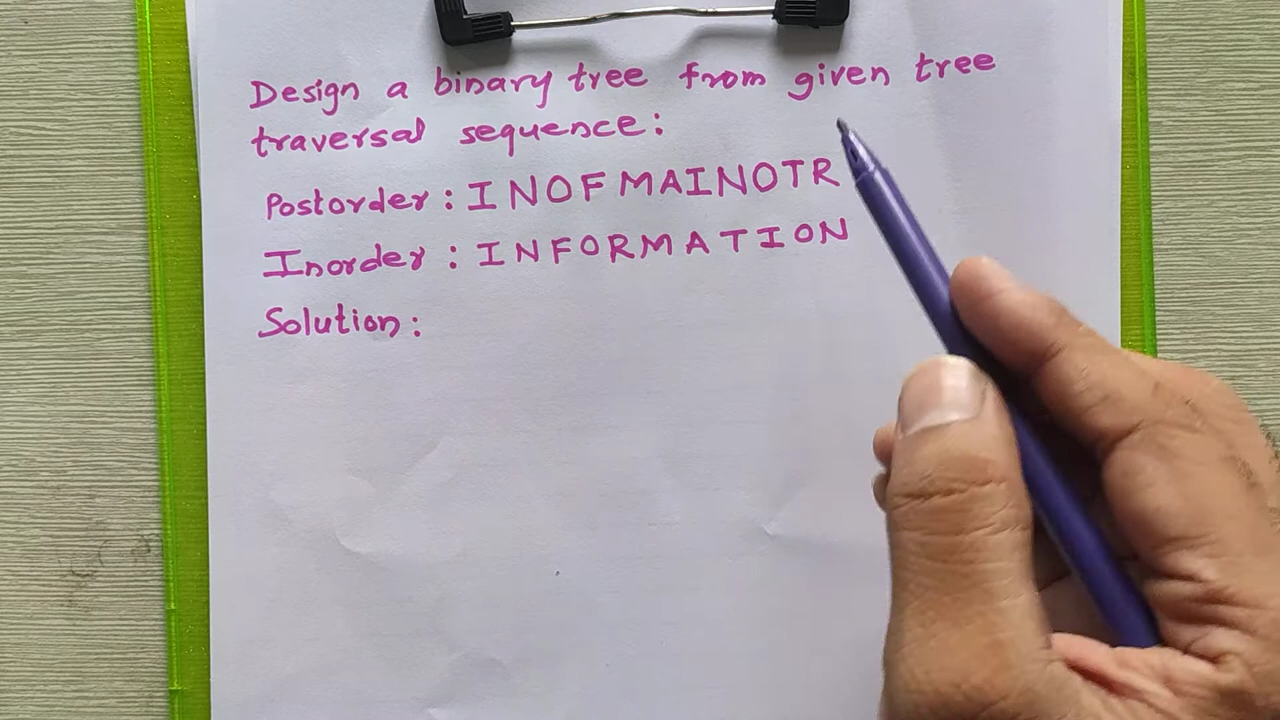 Design a binary tree from given tree
traversal sequence:
Postorder: INOFMAINOTR
Inorder: INFORMATION
Solution: